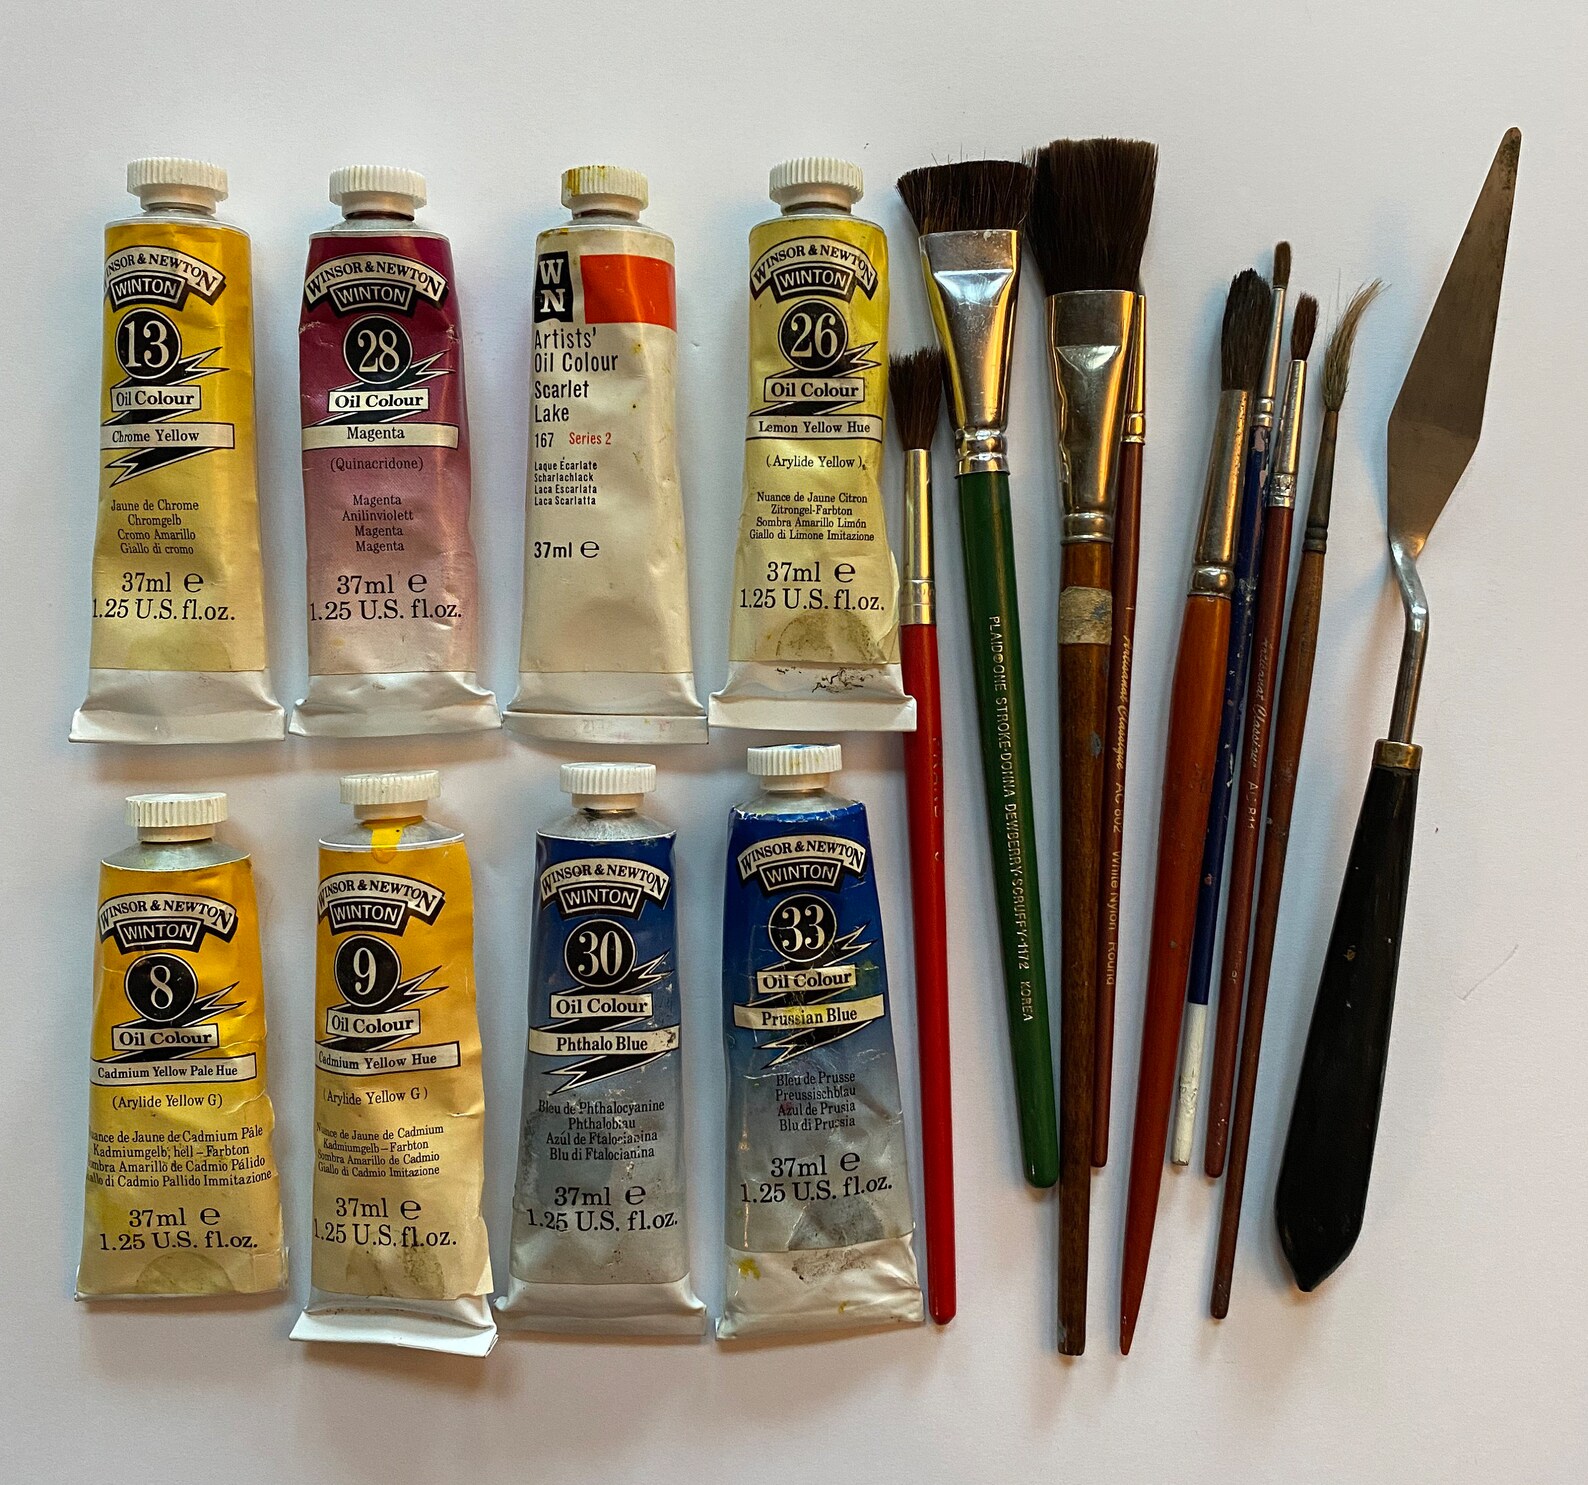 WINSOR & NEWTON
WINTON
13
Oil Colour
Chrome Yellow
Jaune de Chrome
Chromgelb
Cromo Amarillo
Giallo di cromo
37ml e
1.25 U.S. fl.oz.
WINSOR & NEWTON
WINTON
28
Oil Colour
Magenta
(Quinacridone)
Magenta
Anilinviolett
Magenta
Magenta
37ml e
1.25 U.S. fl.oz.
W
N
Artists'
Oil Colour
Scarlet
Lake
167 Series 2
Laque Écarlate
Scharlachlack
Laca Escarlata
Laca Scarlatta
37ml e
WINSOR & NEWTON
WINTON
26
Oil Colour
Lemon Yellow Hue
(Arylide Yellow)
Nuance de Jaune Citron
Zitrongel-Farbton
Sombra Amarillo Limón
Giallo di Limone Imitazione
37ml e
1.25 U.S. fl.oz.
WINSOR & NEWTON
WINTON
8
Oil Colour
Cadmium Yellow Pale Hue
(Arylide Yellow G)
de Jaune de Cadmium Pâle
Kadmiumgelb, hell – Farbton
Amarillo de Cadmio Pálido
di Cadmio Pallido Immitazione
37ml e
1.25 U.S. fl.oz.
WINSOR & NEWTON
WINTON
9
Oil Colour
Cadmium Yellow Hue
(Arylide Yellow G)
de Jaune de Cadmium
Kadmiumgelb–Farbton
Sombra Amarillo de Cadmio
Giallo di Cadmio Imitazione
37ml e
1.25 U.S. fl.oz.
WINSOR & NEWTON
WINTON
30
Oil Colour
Phthalo Blue
Bleu de Phthalocyanine
Phthaloblau
Azúl de Ftalocianina
Blu di Ftalocianina
37ml e
1.25 U.S. fl.oz.
WINSOR & NEWTON
WINTON
33
Oil Colour
Prussian Blue
Bleu de Prusse
Preussischblau
Azul de Prusia
Blu di Prussia
37ml e
1.25 U.S. fl.oz.
PLAID® ONE STROKE·DONNA DEWBERRY·SCRUFFY·1172 KOREA
White Nylon Round